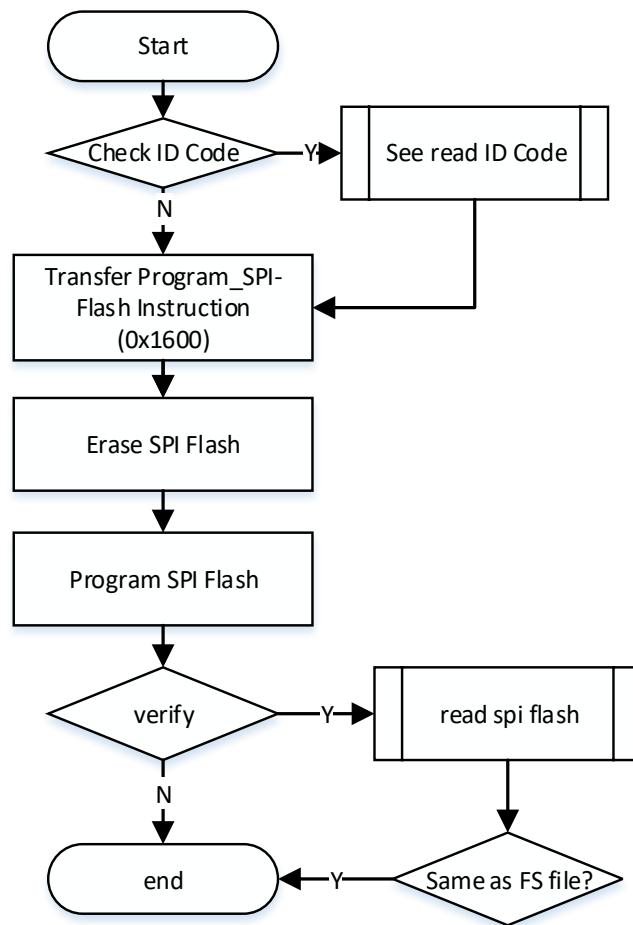 Start
Check ID Code
Y
See read ID Code
N
Transfer Program_SPI-
Flash Instruction
(0x1600)
Erase SPI Flash
Program SPI Flash
verify
Y
read spi flash
N
end
Y
Same as FS file?